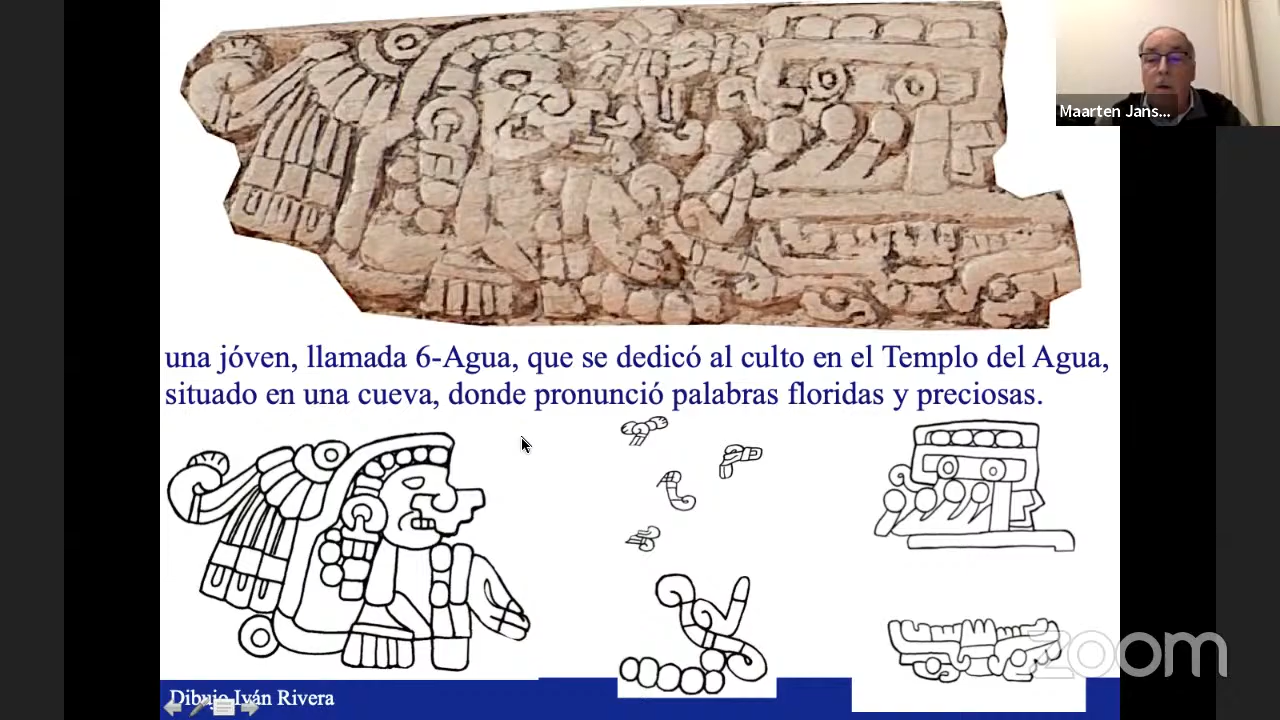 Maarten Jans...
una jóven, llamada 6-Agua, que se dedicó al culto en el Templo del Agua,
situado en una cueva, donde pronunció palabras floridas y preciosas.
zoom
Dibujo Iván Rivera